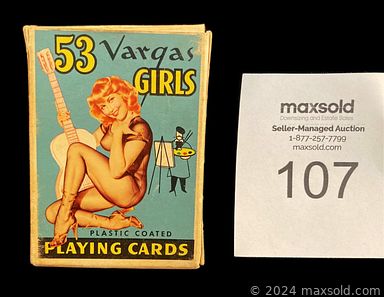 53 Vargas
GIRLS
PLASTIC COATED
PLAYING CARDS
maxsold
Downsizing and Estate Sales
Seller-Managed Auction
1-877-257-7799
maxsold.com
107
© 2024 maxsold.com